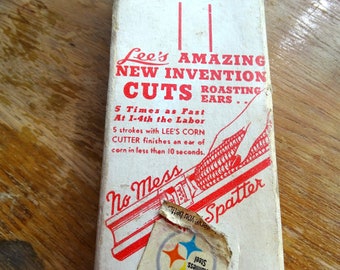 Lee's AMAZING
NEW INVENTION
CUTS ROASTING
EARS . .
5 Times as Fast
At 1-4th the Labor
5 strokes with LEE'S CORN
CUTTER finishes an ear of
corn in less than 10 seconds.
No Mess
Spatter